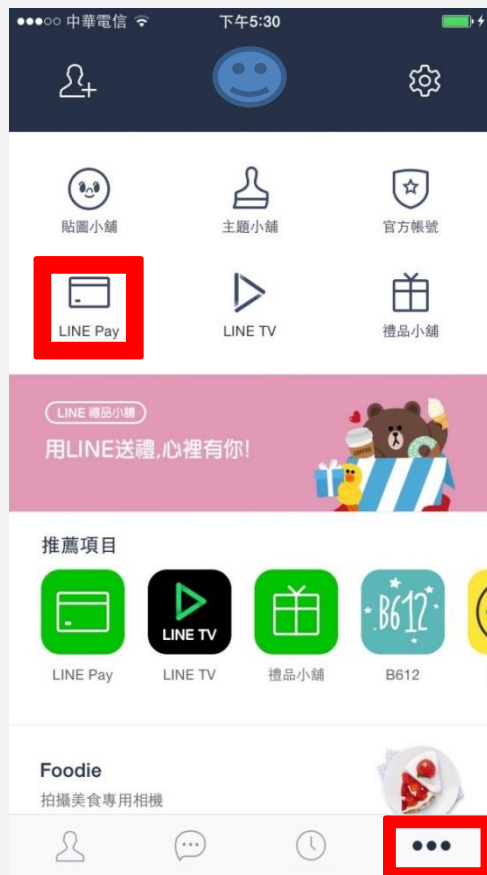 中華電信 下午5:30
貼圖小舖 主題小舖 官方帳號
LINE Pay LINE TV 禮品小舖
LINE 禮品小舖
用LINE送禮,心裡有你!
推薦項目
LINE TV B612
LINE Pay LINE TV 禮品小舖 B612
Foodie
拍攝美食專用相機